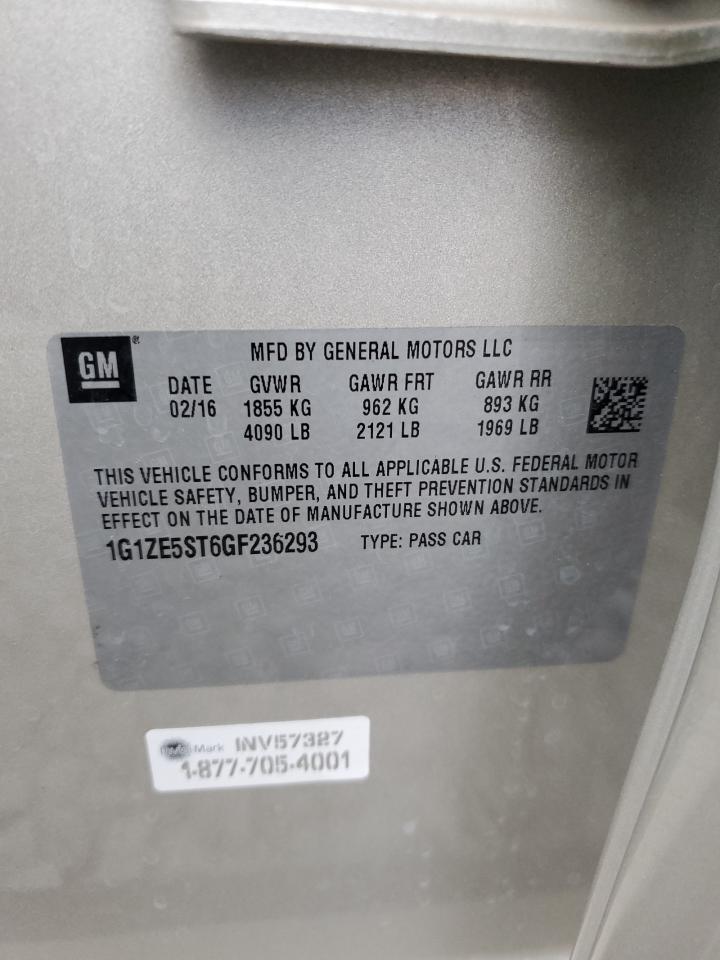 GM
MFD BY GENERAL MOTORS LLC
DATE GVWR GAWR FRT GAWR RR
02/16 1855 KG 962 KG 893 KG
4090 LB 2121 LB 1969 LB
THIS VEHICLE CONFORMS TO ALL APPLICABLE U.S. FEDERAL MOTOR
VEHICLE SAFETY, BUMPER, AND THEFT PREVENTION STANDARDS IN
EFFECT ON THE DATE OF MANUFACTURE SHOWN ABOVE.
1G1ZE5ST6GF236293 TYPE: PASS CAR
Mark INV57327
1-877-705-4001